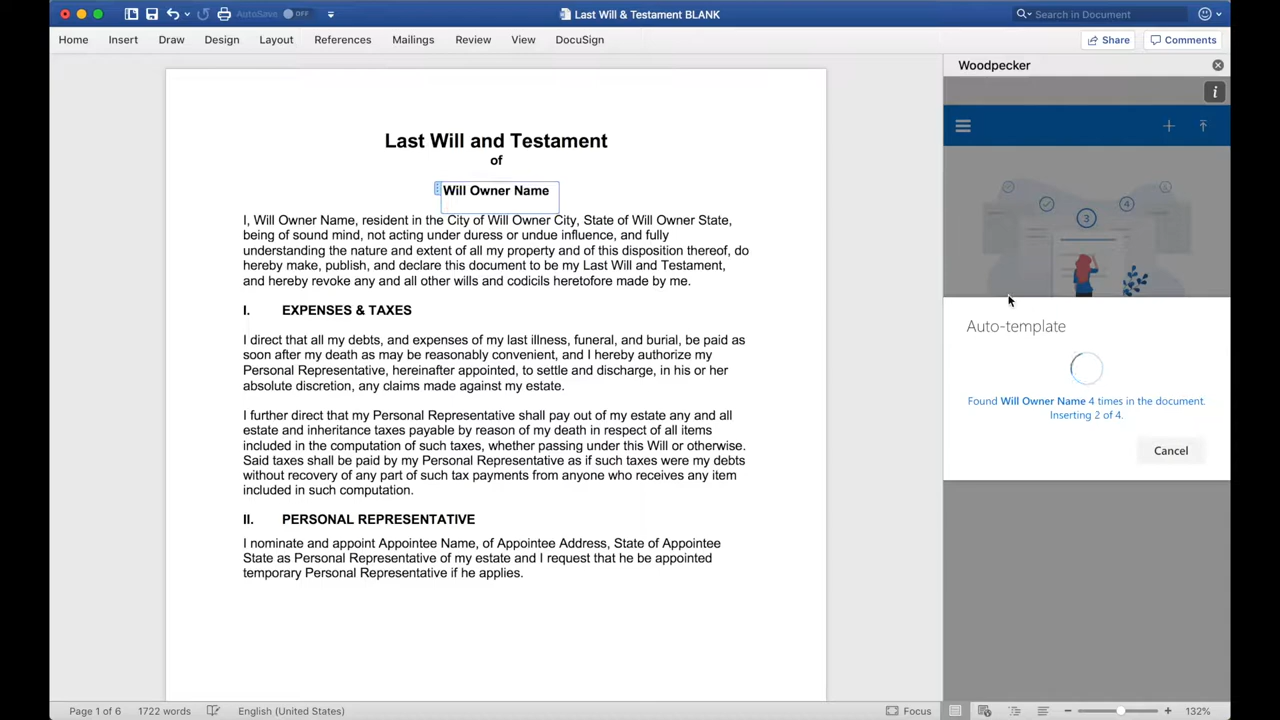 AutoSave OFF
Last Will & Testament BLANK
Search in Document
Home Insert Draw Design Layout References Mailings Review View DocuSign
Share Comments
Woodpecker
i
Last Will and Testament
of
Will Owner Name
I, Will Owner Name, resident in the City of Will Owner City, State of Will Owner State,
being of sound mind, not acting under duress or undue influence, and fully
understanding the nature and extent of all my property and of this disposition thereof, do
hereby make, publish, and declare this document to be my Last Will and Testament,
and hereby revoke any and all other wills and codicils heretofore made by me.
I. EXPENSES & TAXES
I direct that all my debts, and expenses of my last illness, funeral, and burial, be paid as
soon after my death as may be reasonably convenient, and I hereby authorize my
Personal Representative, hereinafter appointed, to settle and discharge, in his or her
absolute discretion, any claims made against my estate.
I further direct that my Personal Representative shall pay out of my estate any and all
estate and inheritance taxes payable by reason of my death in respect of all items
included in the computation of such taxes, whether passing under this Will or otherwise.
Said taxes shall be paid by my Personal Representative as if such taxes were my debts
without recovery of any part of such tax payments from anyone who receives any item
included in such computation.
II. PERSONAL REPRESENTATIVE
I nominate and appoint Appointee Name, of Appointee Address, State of Appointee
State as Personal Representative of my estate and I request that he be appointed
temporary Personal Representative if he applies.
3
4
Auto-template
Found Will Owner Name 4 times in the document.
Inserting 2 of 4.
Cancel
Page 1 of 6 1722 words English (United States) Focus 132%